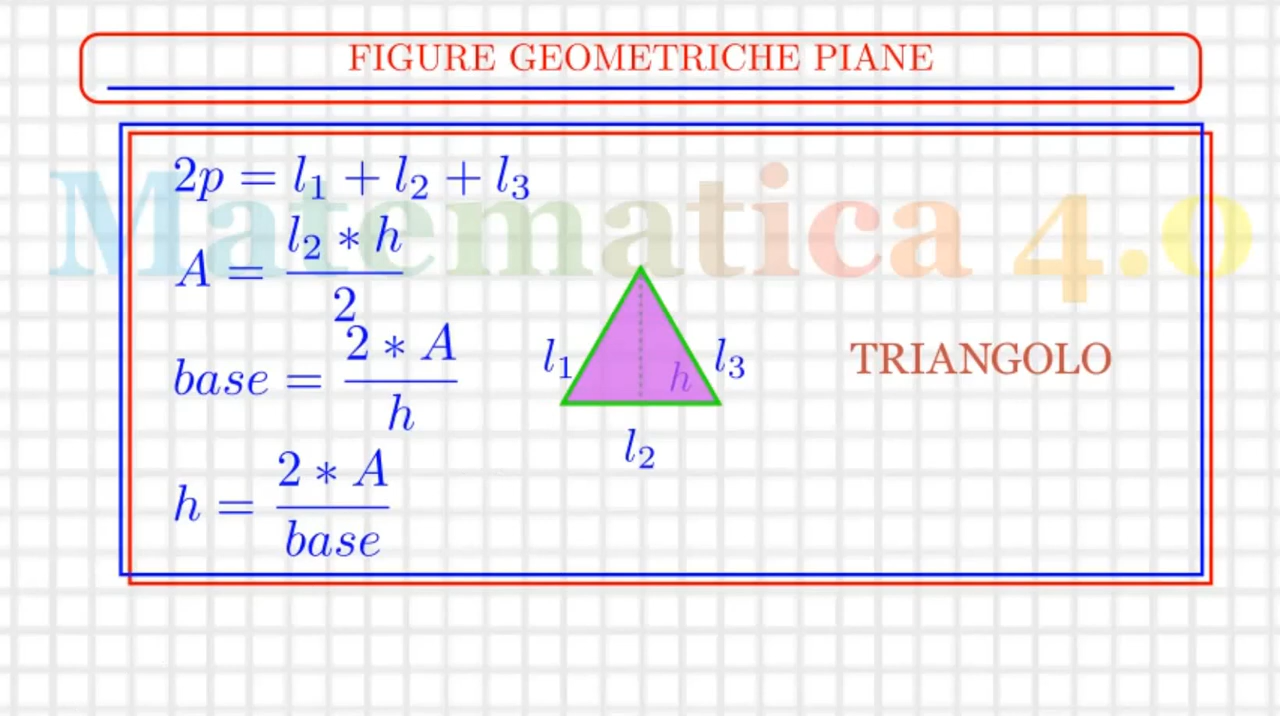 FIGURE GEOMETRICHE PIANE
Matematica 4.0
2p = l₁ + l₂ + l₃
A = l₂ * h / 2
base = 2 * A / h
h = 2 * A / base
l₁
h
l₃
l₂
TRIANGOLO